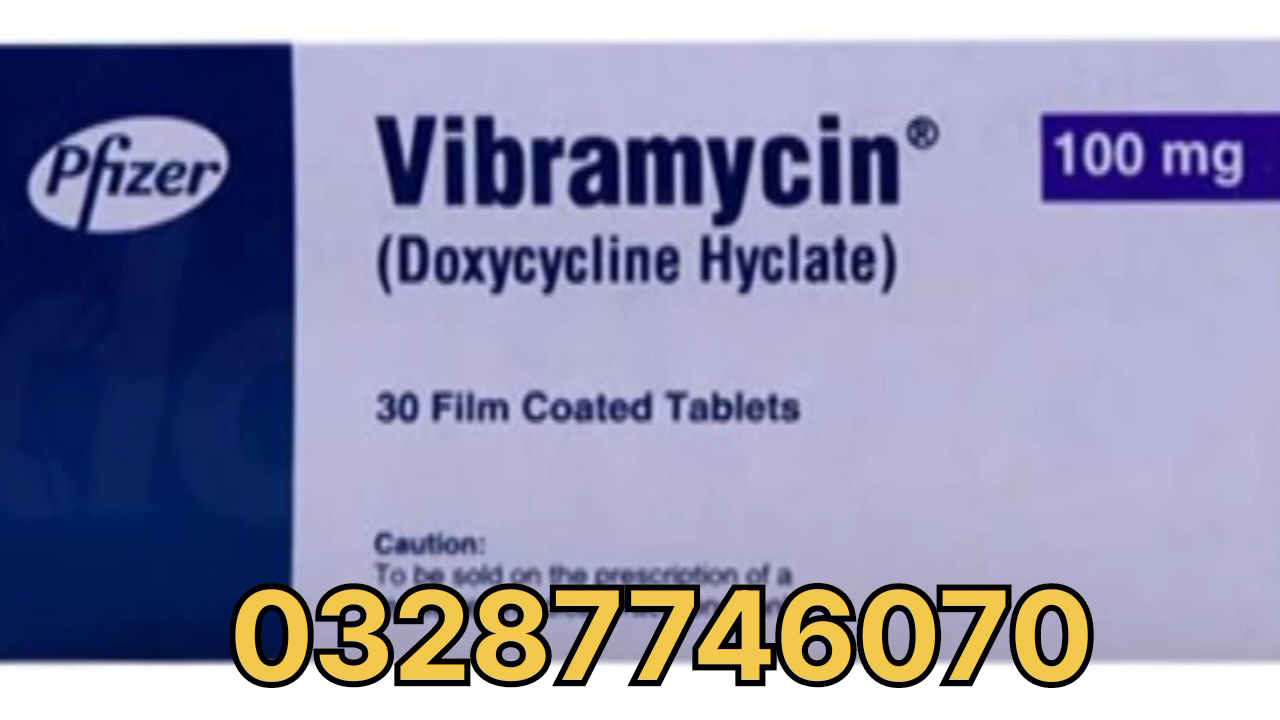 Pfizer
Vibramycin®
100 mg
(Doxycycline Hyclate)
30 Film Coated Tablets
Caution:
To be sold on the prescription of a
03287746070